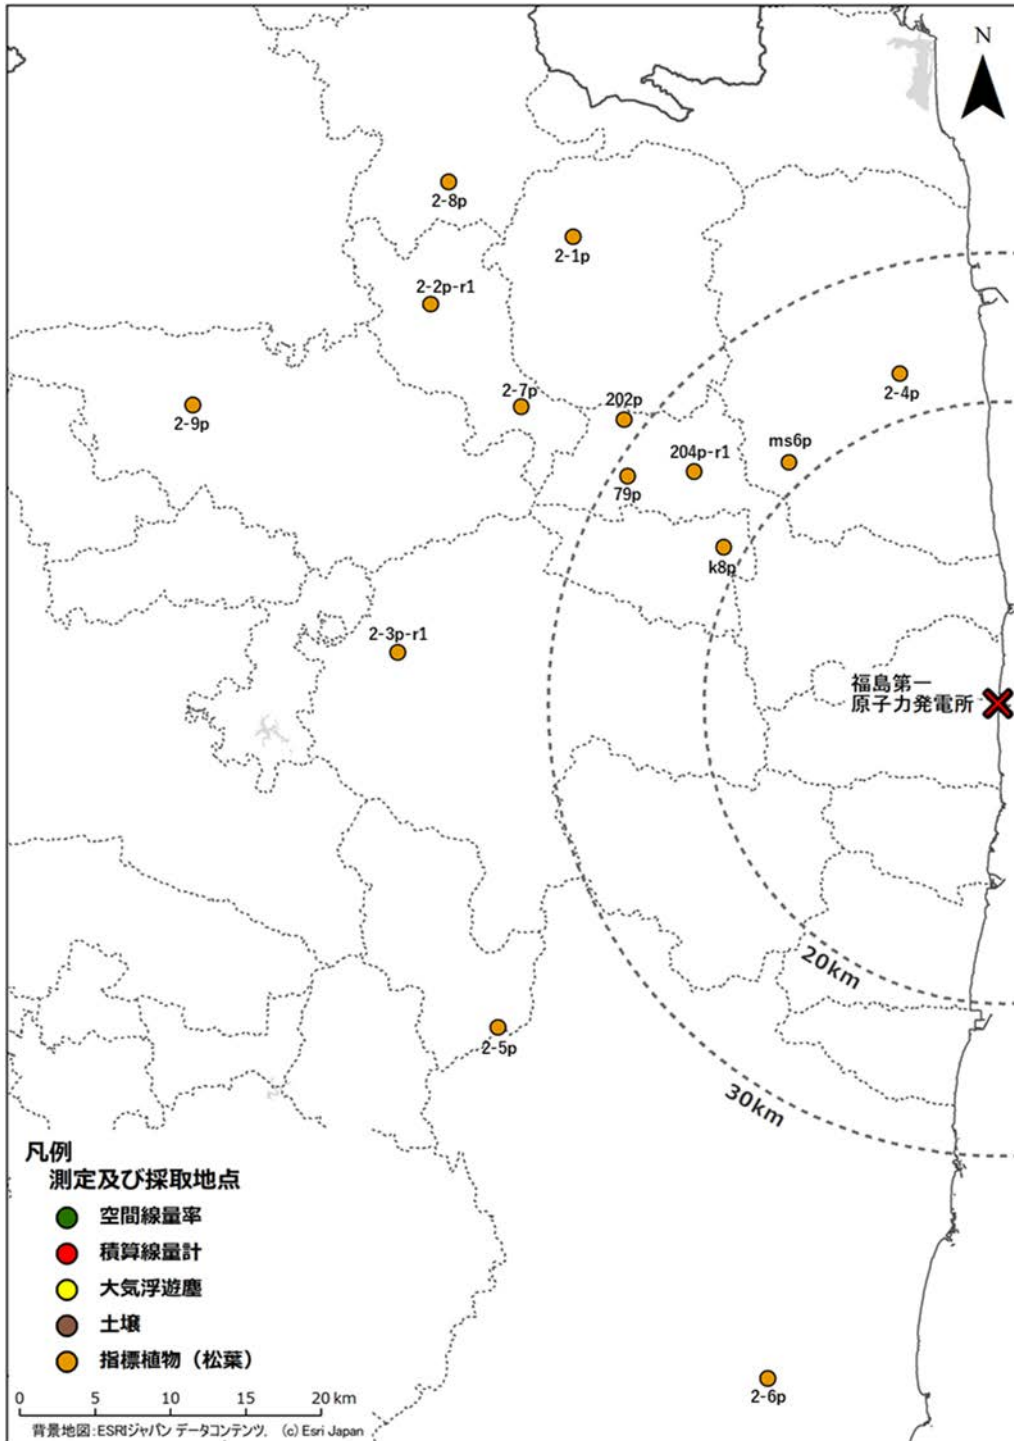 N
2-8p
2-1p
2-2p-r1
2-4p
2-7p
2-9p
202p
ms6p
204p-r1
79p
k8p
2-3p-r1
福島第一
原子力発電所
20km
2-5p
30km
凡例
測定及び採取地点
空間線量率
積算線量計
大気浮遊塵
土壌
指標植物（松葉）
2-6p
0 5 10 15 20 km
背景地図:ESRIジャパン データコンテンツ, (c) Esri Japan